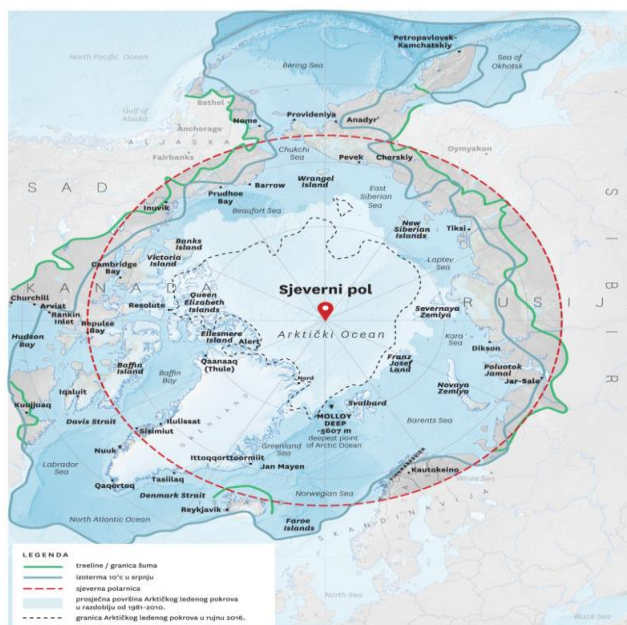 Petropavlovsk-
Kamchatskiy
Sea of
Okhotsk
North Pacific Ocean
Bering Sea
Gulf of
Alaska
Bethel
Anchorage
ALJASKA
Fairbanks
Nome
Provideniya
Anadyr'
Oymyakon
Chukchi
Sea
Pevek
Cherskiy
Wrangel
Island
East
Siberian
Sea
SAD
Barrow
Prudhoe
Bay
Beaufort Sea
Inuvik
New
Siberian
Islands
Tiksi
Laptev
Sea
SIBIR
Banks
Island
Victoria
Island
Cambridge
Bay
KANADA
Queen
Elizabeth
Islands
Resolute
Sjeverni pol
Arktički Ocean
Severnaya
Zemlya
RUSIJ
Churchill
Arviat
Rankin
Inlet
Repulse
Bay
Hudson
Bay
Ellesmere
Island
Alert
Qaanaaq
(Thule)
Kara
Sea
Dikson
Franz
Josef
Land
Poluotok
Jamal
Jar-Sale
Novaya
Zemlya
Baffin
Island
Baffin
Bay
Nord
Svalbard
MOLLOY
DEEP
-5607 m
deepest point
of Arctic Ocean
Barents Sea
Iqaluit
Kuujjuaq
Davis Strait
Ilulissat
Sisimiut
Greenland
Sea
Nuuk
Ittoqqortoormiit
Jan Mayen
Kautokeino
White Sea
Labrador
Sea
Qaqortoq
Tasiilaq
Denmark Strait
Norwegian Sea
Reykjavik
Faroe
Islands
SKANDINAVIJA
North Atlantic Ocean
North Sea
Black Sea
LEGENDA
treeline / granica šuma
izoterma 10°c u srpnju
sjeverna polarnica
prosječna površina Arktičkog ledenog pokrova
u razdoblju od 1981-2010.
granica Arktičkog ledenog pokrova u rujnu 2016.